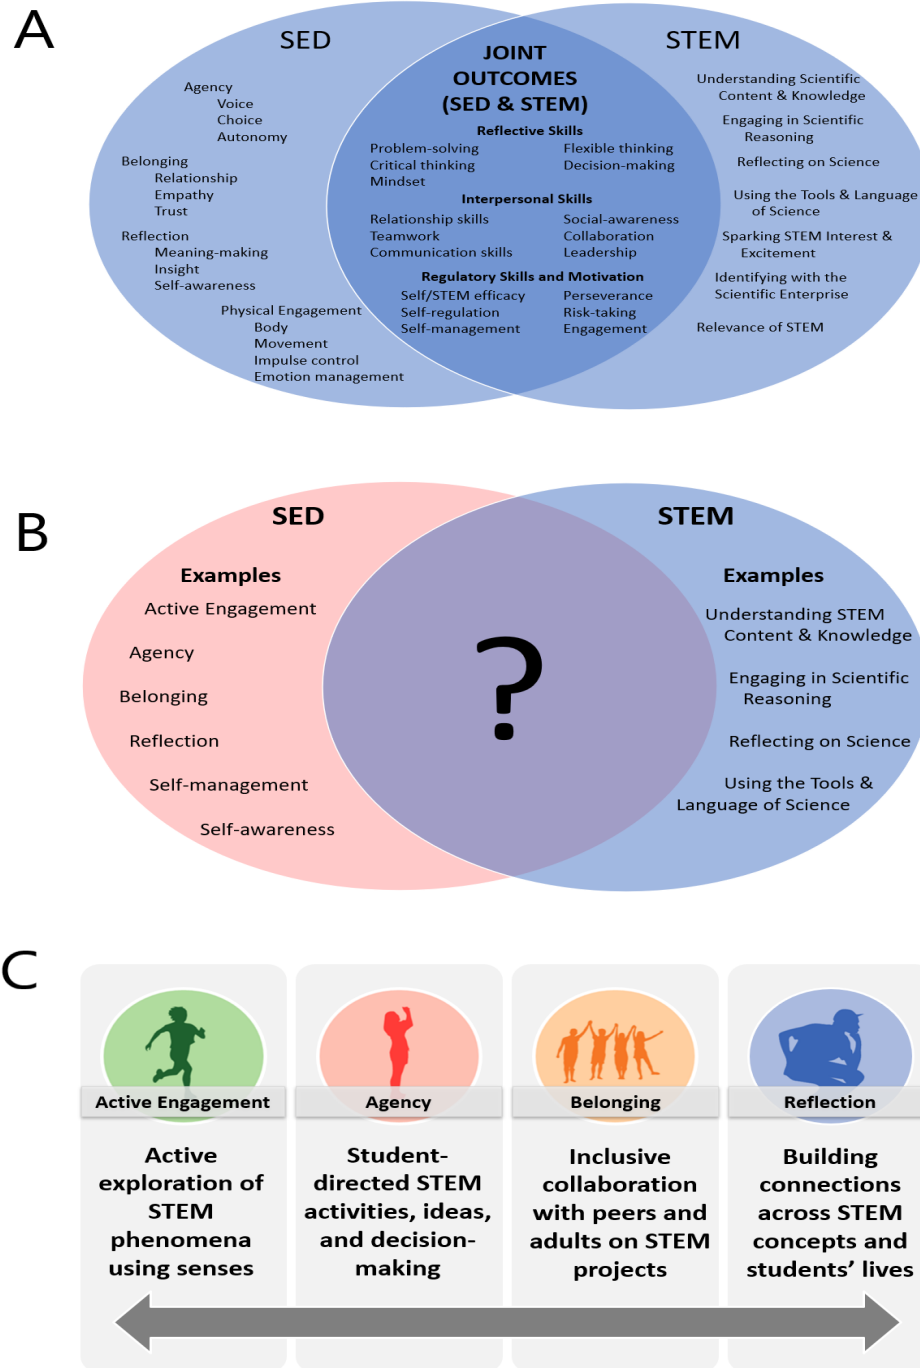 A
SED
Agency
Voice
Choice
Autonomy
Belonging
Relationship
Empathy
Trust
Reflection
Meaning-making
Insight
Self-awareness
Physical Engagement
Body
Movement
Impulse control
Emotion management
JOINT
OUTCOMES
(SED & STEM)
Reflective Skills
Problem-solving Flexible thinking
Critical thinking Decision-making
Mindset
Interpersonal Skills
Relationship skills Social-awareness
Teamwork Collaboration
Communication skills Leadership
Regulatory Skills and Motivation
Self/STEM efficacy Perseverance
Self-regulation Risk-taking
Self-management Engagement
STEM
Understanding Scientific
Content & Knowledge
Engaging in Scientific
Reasoning
Reflecting on Science
Using the Tools & Language
of Science
Sparking STEM Interest &
Excitement
Identifying with the
Scientific Enterprise
Relevance of STEM
B
SED
Examples
Active Engagement
Agency
Belonging
Reflection
Self-management
Self-awareness
?
STEM
Examples
Understanding STEM
Content & Knowledge
Engaging in Scientific
Reasoning
Reflecting on Science
Using the Tools &
Language of Science
C
Active Engagement
Active
exploration of
STEM
phenomena
using senses
Agency
Student-
directed STEM
activities, ideas,
and decision-
making
Belonging
Inclusive
collaboration
with peers and
adults on STEM
projects
Reflection
Building
connections
across STEM
concepts and
students' lives